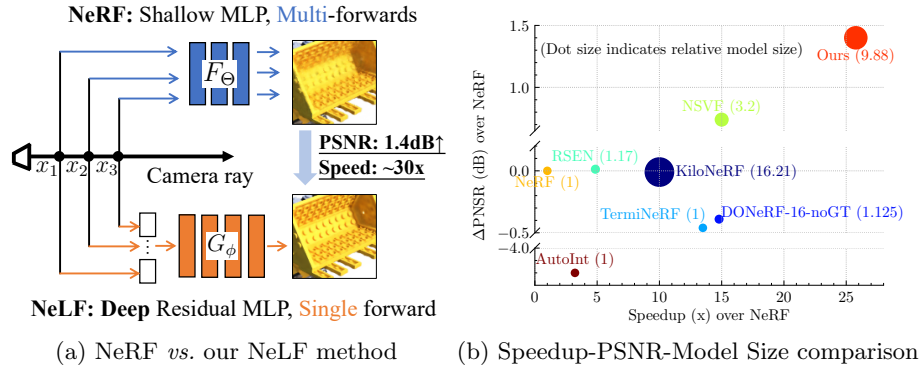 NeRF: Shallow MLP, Multi-forwards
F_Θ
x_1 x_2 x_3
Camera ray
PSNR: 1.4dB↑
Speed: ~30x
⋮
G_ϕ
NeLF: Deep Residual MLP, Single forward
(a) NeRF vs. our NeLF method
ΔPNSR (dB) over NeRF
1.5
1.0
0.0
−0.5
−4.0
(Dot size indicates relative model size)
Ours (9.88)
NSVF (3.2)
RSEN (1.17)
NeRF (1)
KiloNeRF (16.21)
TermiNeRF (1)
DONeRF-16-noGT (1.125)
AutoInt (1)
0 5 10 15 20 25
Speedup (x) over NeRF
(b) Speedup-PSNR-Model Size comparison